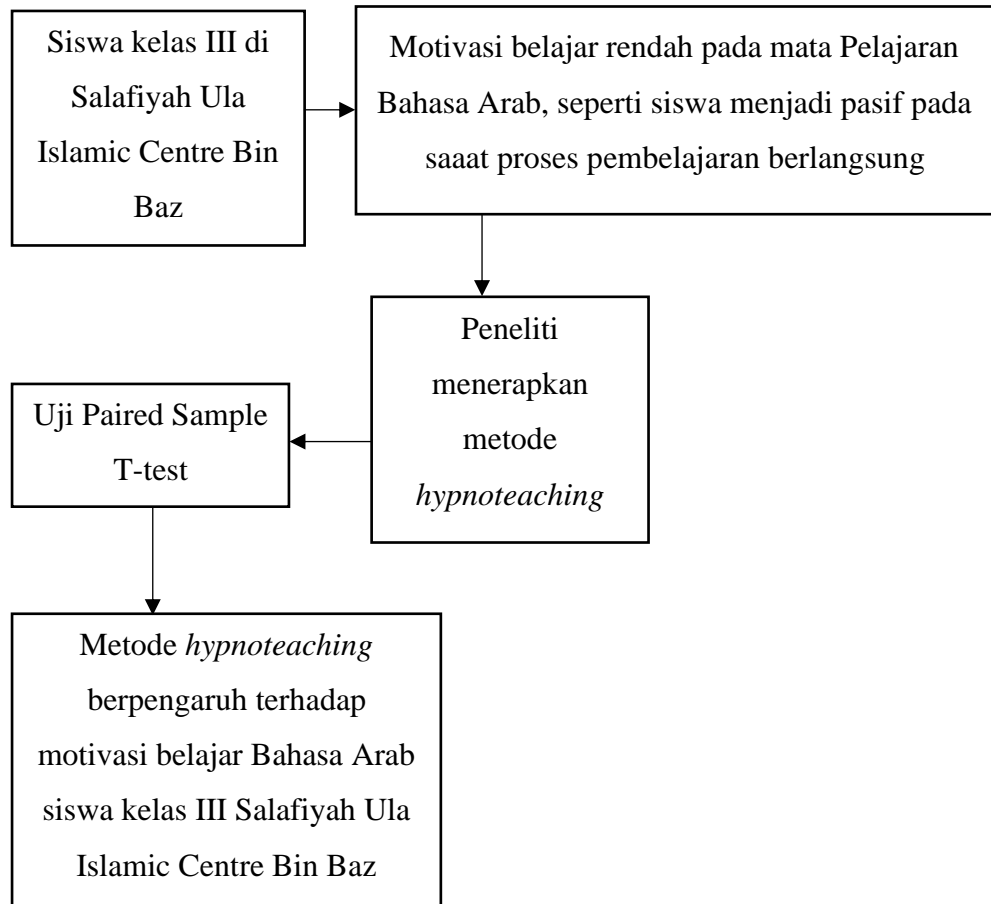 Siswa kelas III di
Salafiyah Ula
Islamic Centre Bin
Baz
Motivasi belajar rendah pada mata Pelajaran
Bahasa Arab, seperti siswa menjadi pasif pada
saaat proses pembelajaran berlangsung
Peneliti
menerapkan
metode
hypnoteaching
Uji Paired Sample
T-test
Metode hypnoteaching
berpengaruh terhadap
motivasi belajar Bahasa Arab
siswa kelas III Salafiyah Ula
Islamic Centre Bin Baz